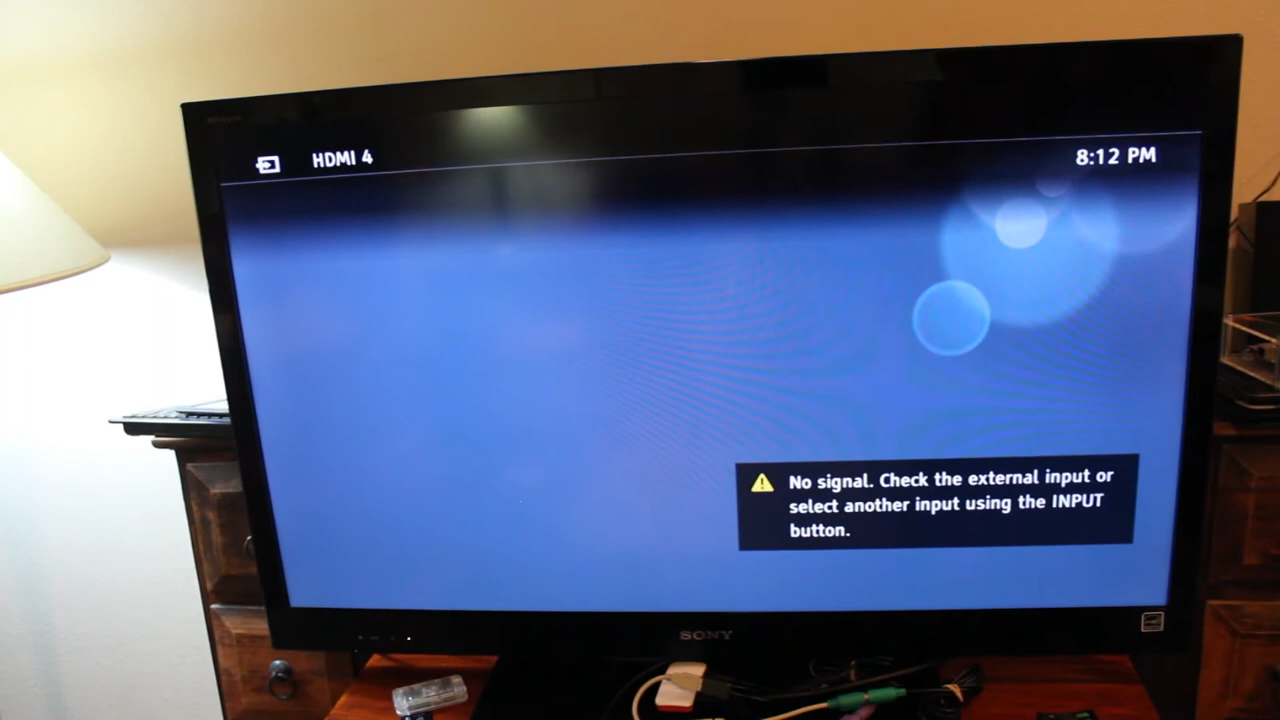 HDMI 4
8:12 PM
No signal. Check the external input or
select another input using the INPUT
button.
SONY